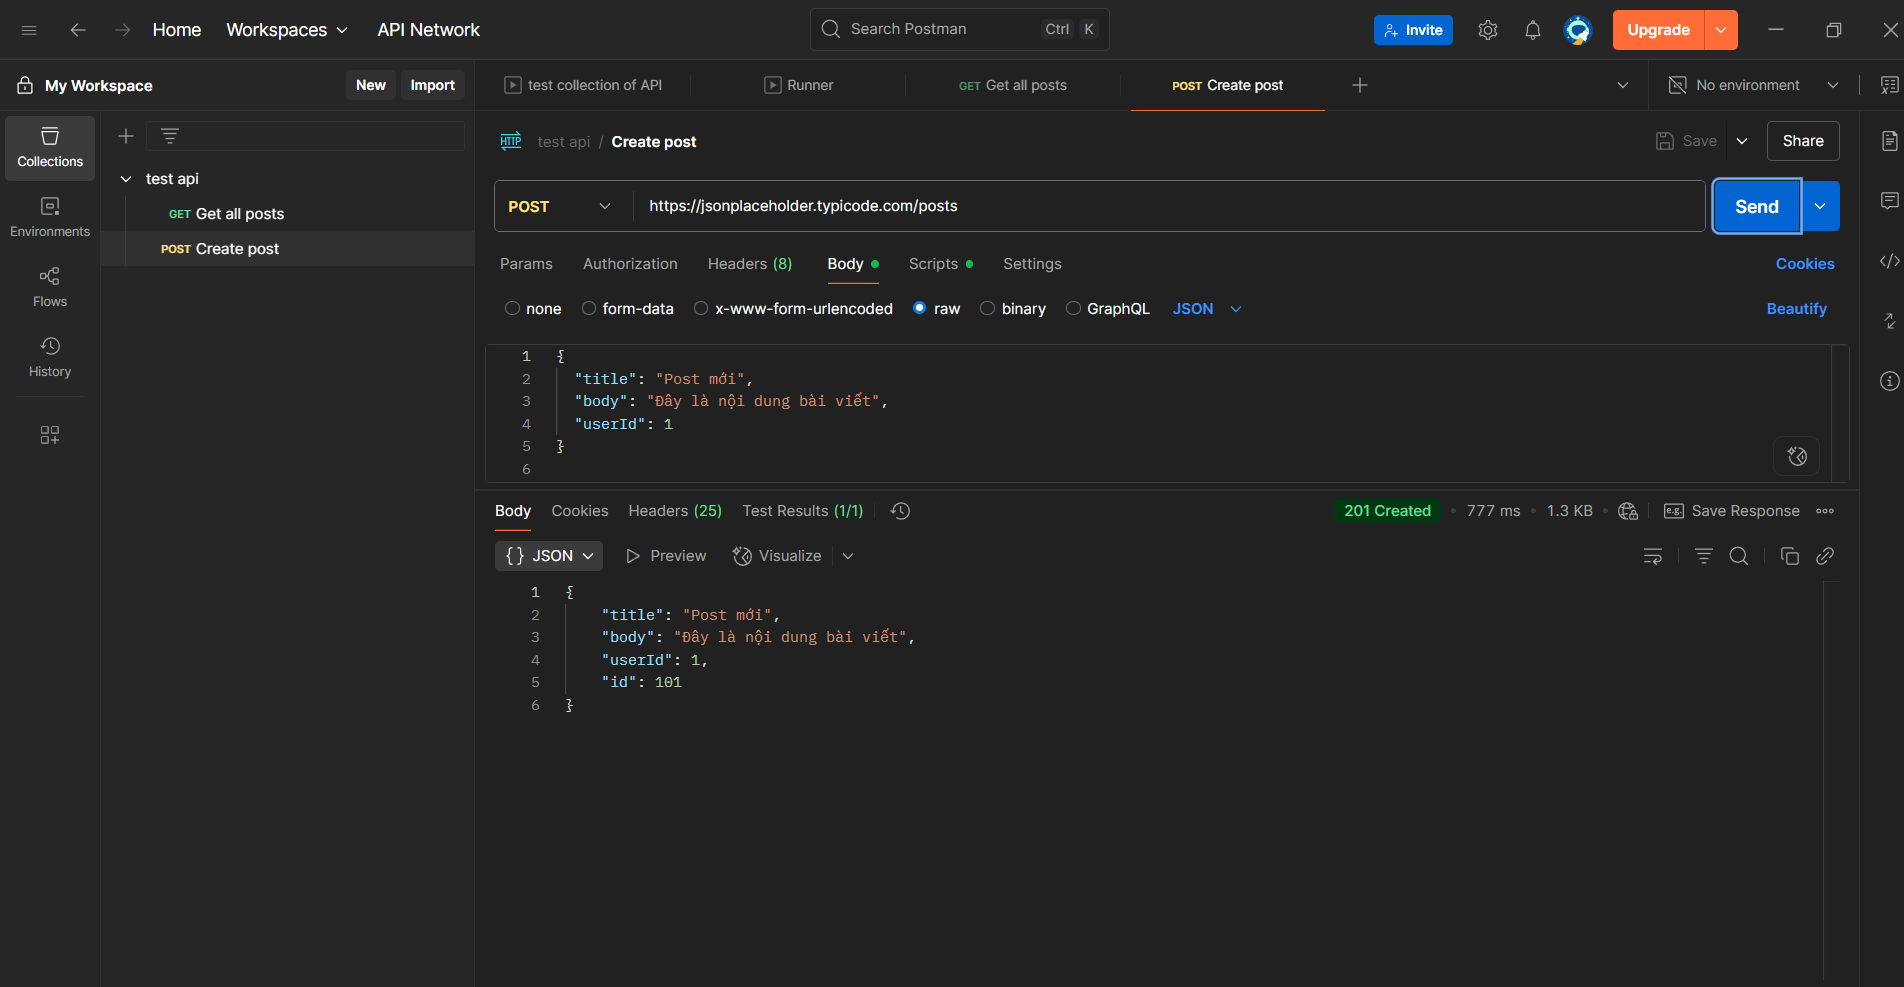 Home Workspaces API Network Search Postman Ctrl K Invite Upgrade
My Workspace New Import test collection of API Runner GET Get all posts POST Create post No environment
Collections
Environments
Flows
History
test api
GET Get all posts
POST Create post
HTTP test api / Create post Save Share
POST https://jsonplaceholder.typicode.com/posts Send
Params Authorization Headers (8) Body Scripts Settings Cookies
none form-data x-www-form-urlencoded raw binary GraphQL JSON Beautify
1 {
2 "title": "Post mới",
3 "body": "Đây là nội dung bài viết",
4 "userId": 1
5 }
6
Body Cookies Headers (25) Test Results (1/1) 201 Created • 777 ms • 1.3 KB • e.g. Save Response
{} JSON Preview Visualize
1 {
2 "title": "Post mới",
3 "body": "Đây là nội dung bài viết",
4 "userId": 1,
5 "id": 101
6 }